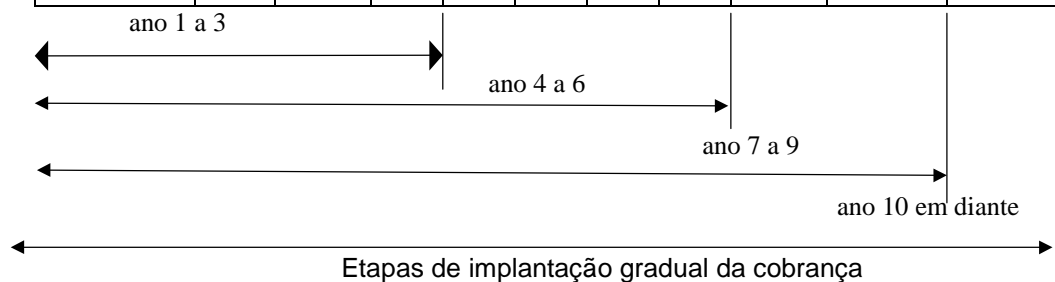 ano 1 a 3
ano 4 a 6
ano 7 a 9
ano 10 em diante
Etapas de implantação gradual da cobrança